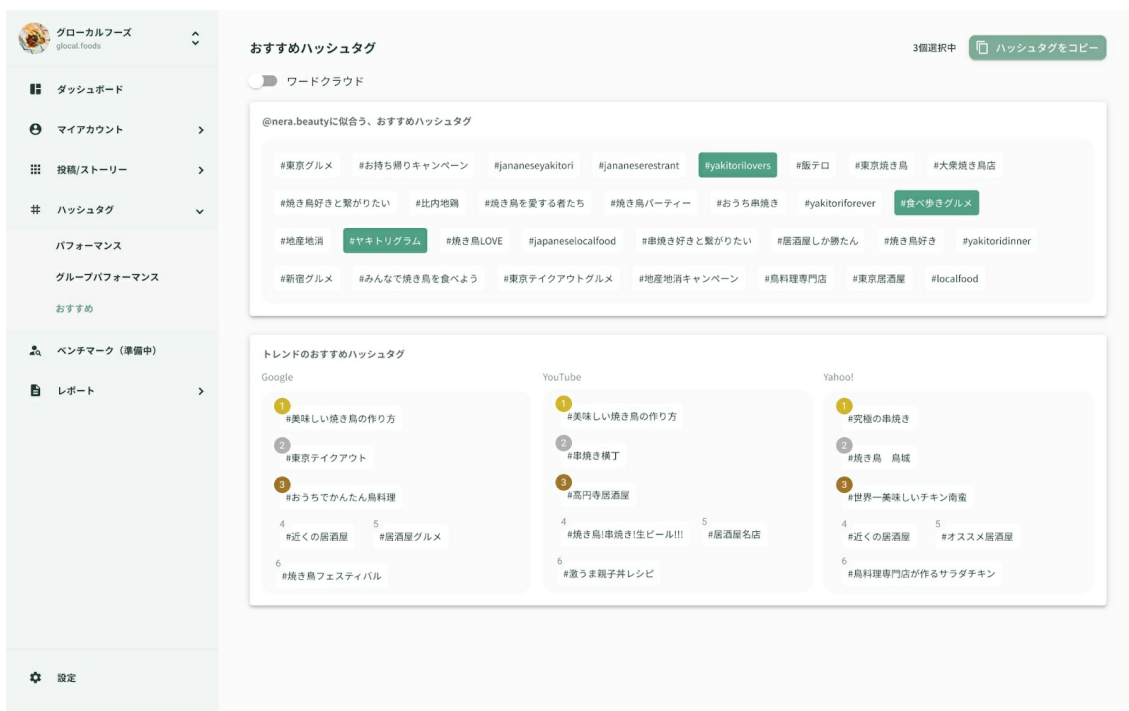 グローカルフーズ
glocal.foods
ダッシュボード
マイアカウント
投稿/ストーリー
ハッシュタグ
パフォーマンス
グループパフォーマンス
おすすめ
ベンチマーク（準備中）
レポート
設定
おすすめハッシュタグ
3個選択中
ハッシュタグをコピー
ワードクラウド
@nera.beautyに似合う、おすすめハッシュタグ
#東京グルメ #お持ち帰りキャンペーン #jananeseyakitori #jananeserestrant #yakitorilovers #飯テロ #東京焼き鳥 #大衆焼き鳥店
#焼き鳥好きと繋がりたい #比内地鶏 #焼き鳥を愛する者たち #焼き鳥パーティー #おうち串焼き #yakitoriforever #食べ歩きグルメ
#地産地消 #ヤキトリグラム #焼き鳥LOVE #japaneselocalfood #串焼き好きと繋がりたい #居酒屋しか勝たん #焼き鳥好き #yakitoridinner
#新宿グルメ #みんなで焼き鳥を食べよう #東京テイクアウトグルメ #地産地消キャンペーン #鳥料理専門店 #東京居酒屋 #localfood
トレンドのおすすめハッシュタグ
Google
1
#美味しい焼き鳥の作り方
2
#東京テイクアウト
3
#おうちでかんたん鳥料理
4 5
#近くの居酒屋 #居酒屋グルメ
6
#焼き鳥フェスティバル
YouTube
1
#美味しい焼き鳥の作り方
2
#串焼き横丁
3
#高円寺居酒屋
4 5
#焼き鳥!串焼き!生ビール!!! #居酒屋名店
6
#激うま親子丼レシピ
Yahoo!
1
#究極の串焼き
2
#焼き鳥 鳥城
3
#世界一美味しいチキン南蛮
4 5
#近くの居酒屋 #オススメ居酒屋
6
#鳥料理専門店が作るサラダチキン